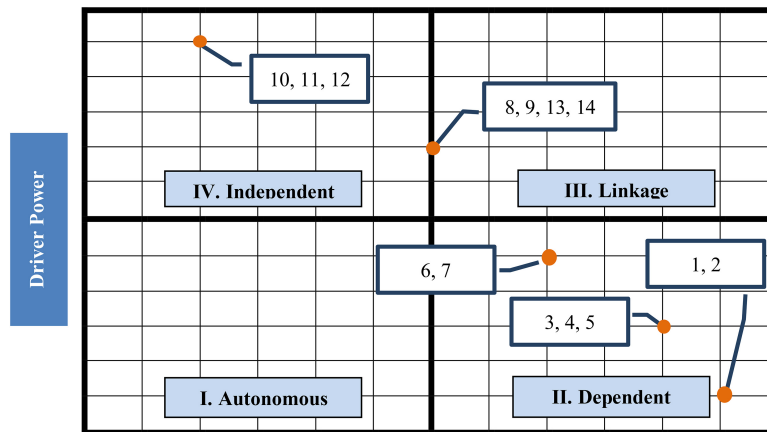 10, 11, 12
8, 9, 13, 14
IV. Independent
III. Linkage
Driver Power
6, 7
1, 2
3, 4, 5
I. Autonomous
II. Dependent